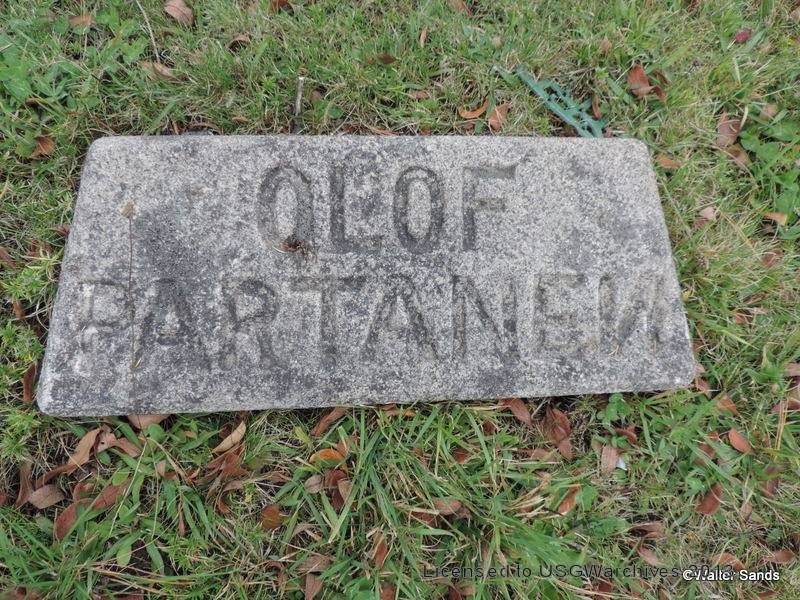 OLOF
PARTANEN
Licensed to USGWarchives
©Walter Sands